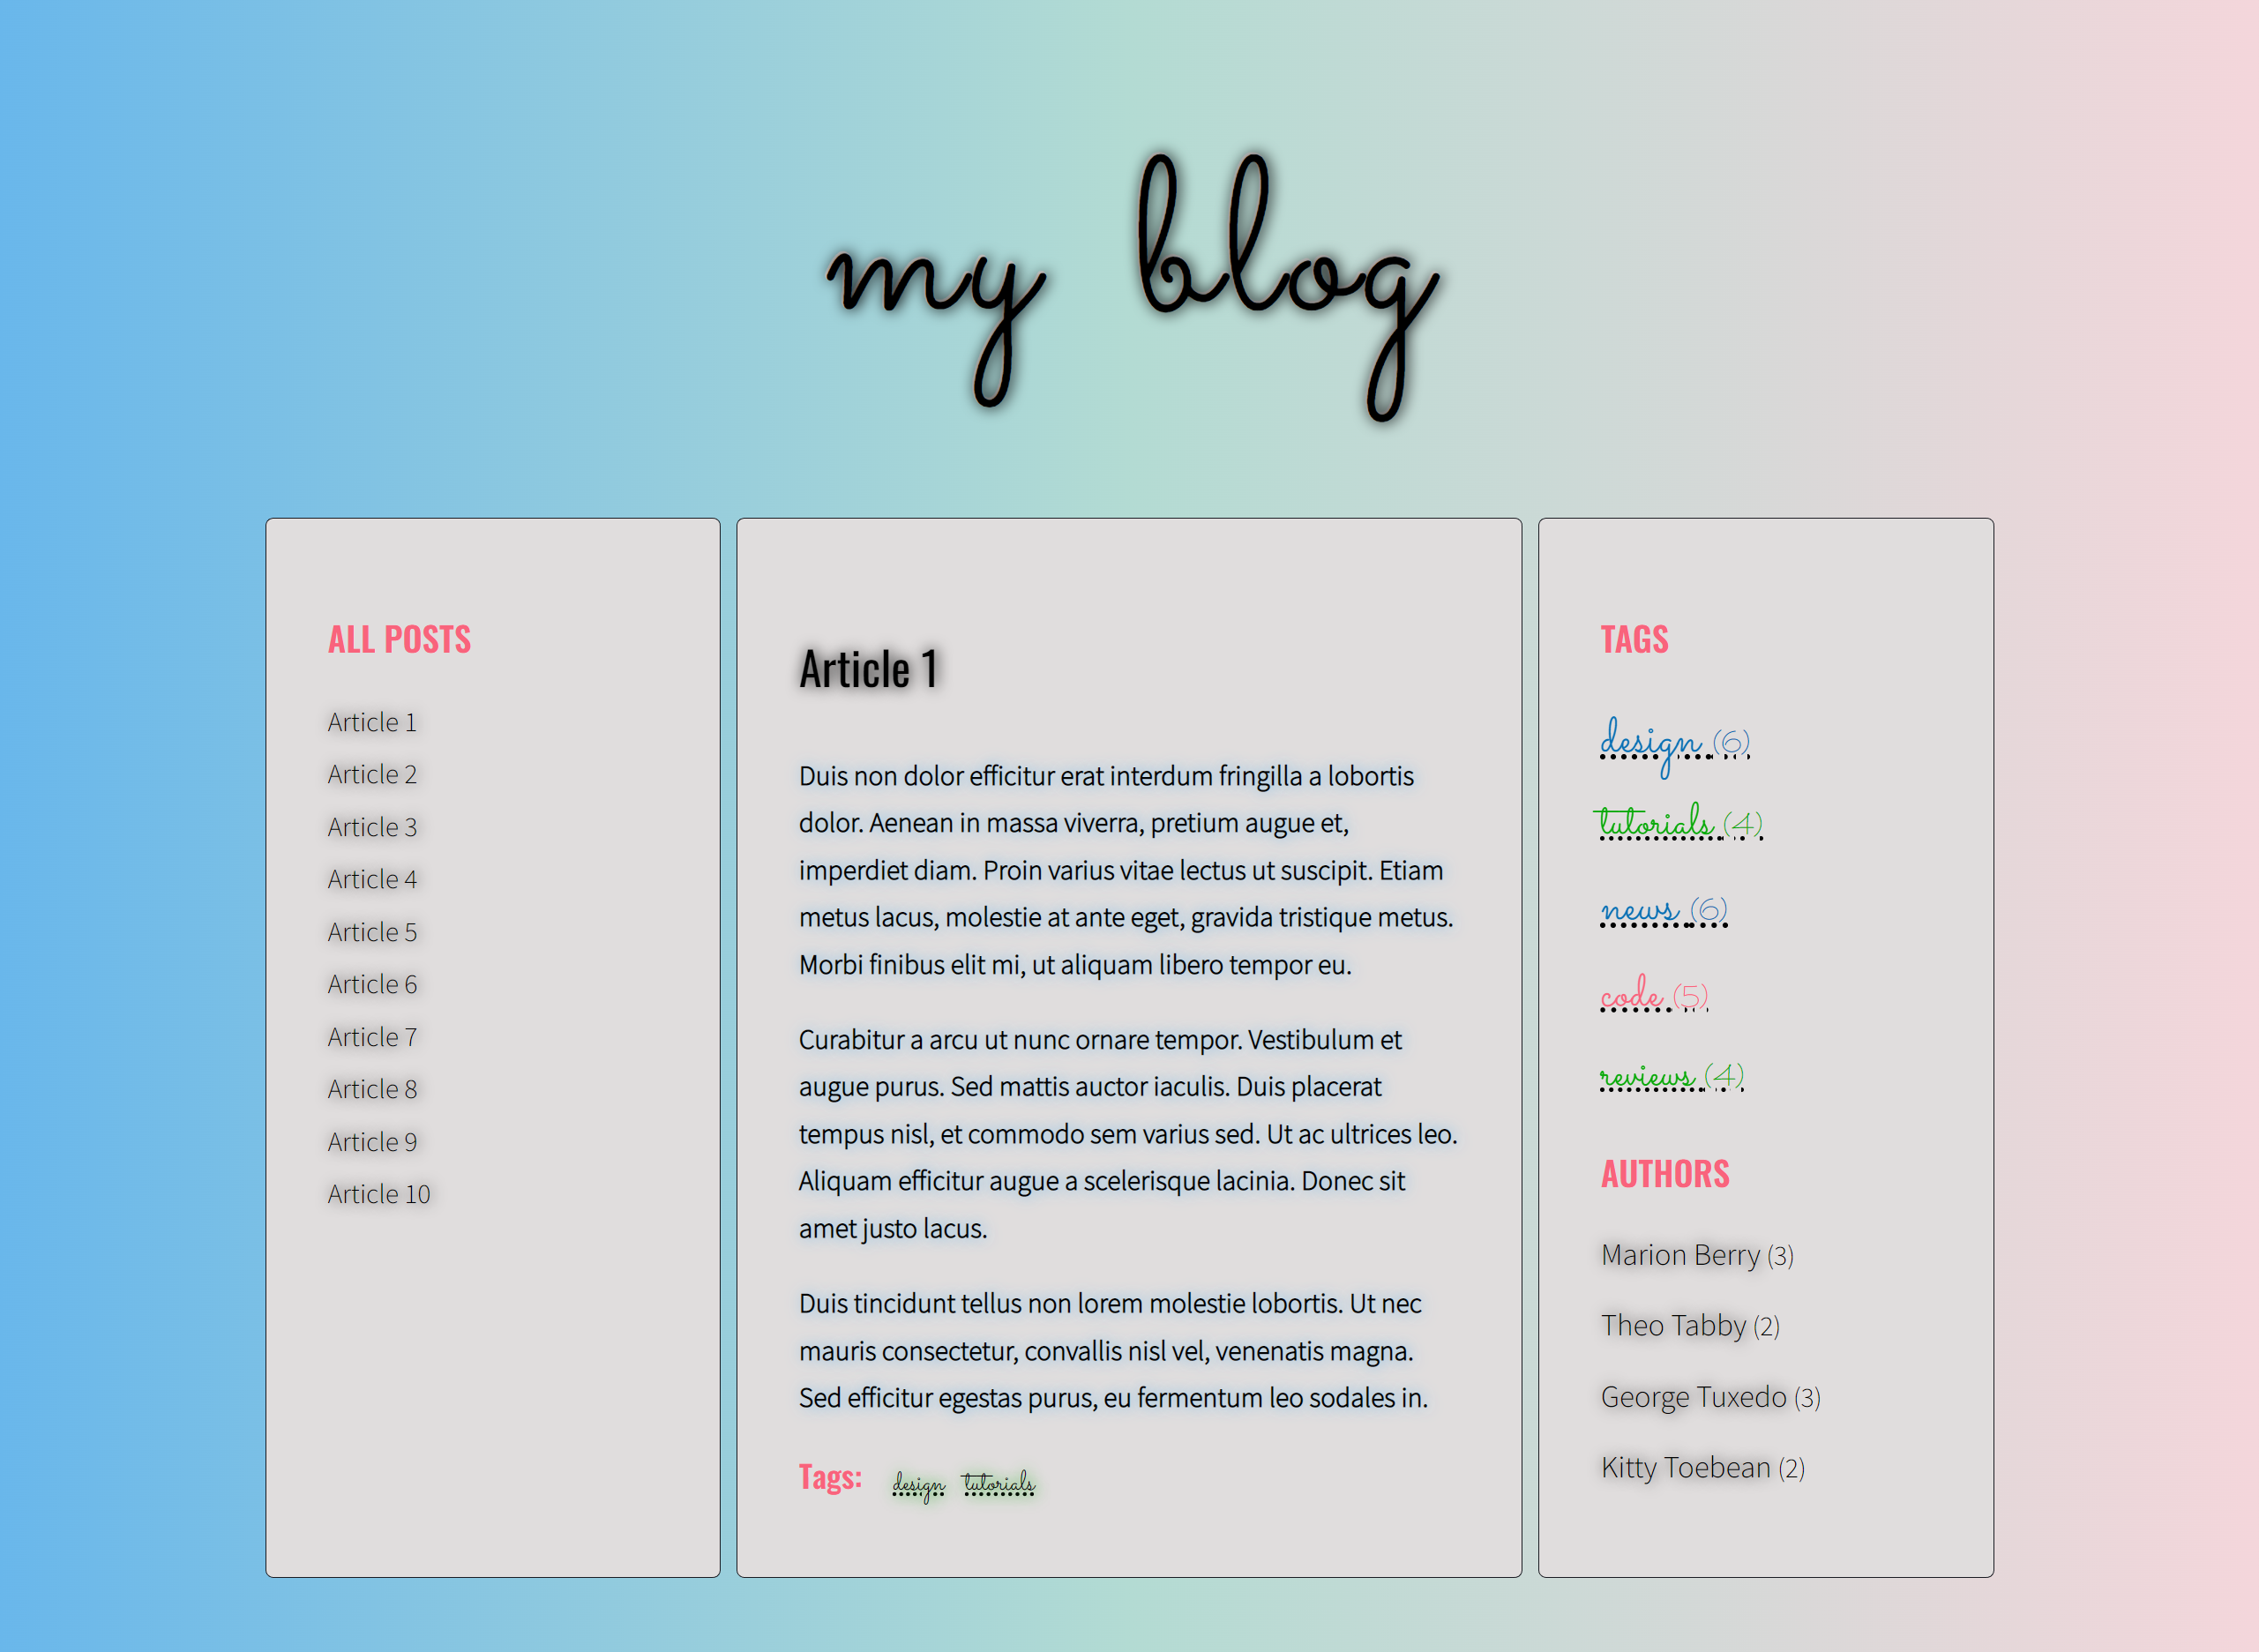 my blog
ALL POSTS
Article 1
Article 2
Article 3
Article 4
Article 5
Article 6
Article 7
Article 8
Article 9
Article 10
Article 1
Duis non dolor efficitur erat interdum fringilla a lobortis
dolor. Aenean in massa viverra, pretium augue et,
imperdiet diam. Proin varius vitae lectus ut suscipit. Etiam
metus lacus, molestie at ante eget, gravida tristique metus.
Morbi finibus elit mi, ut aliquam libero tempor eu.
Curabitur a arcu ut nunc ornare tempor. Vestibulum et
augue purus. Sed mattis auctor iaculis. Duis placerat
tempus nisl, et commodo sem varius sed. Ut ac ultrices leo.
Aliquam efficitur augue a scelerisque lacinia. Donec sit
amet justo lacus.
Duis tincidunt tellus non lorem molestie lobortis. Ut nec
mauris consectetur, convallis nisl vel, venenatis magna.
Sed efficitur egestas purus, eu fermentum leo sodales in.
Tags: design tutorials
TAGS
design (6)
tutorials (4)
news (6)
code (5)
reviews (4)
AUTHORS
Marion Berry (3)
Theo Tabby (2)
George Tuxedo (3)
Kitty Toebean (2)